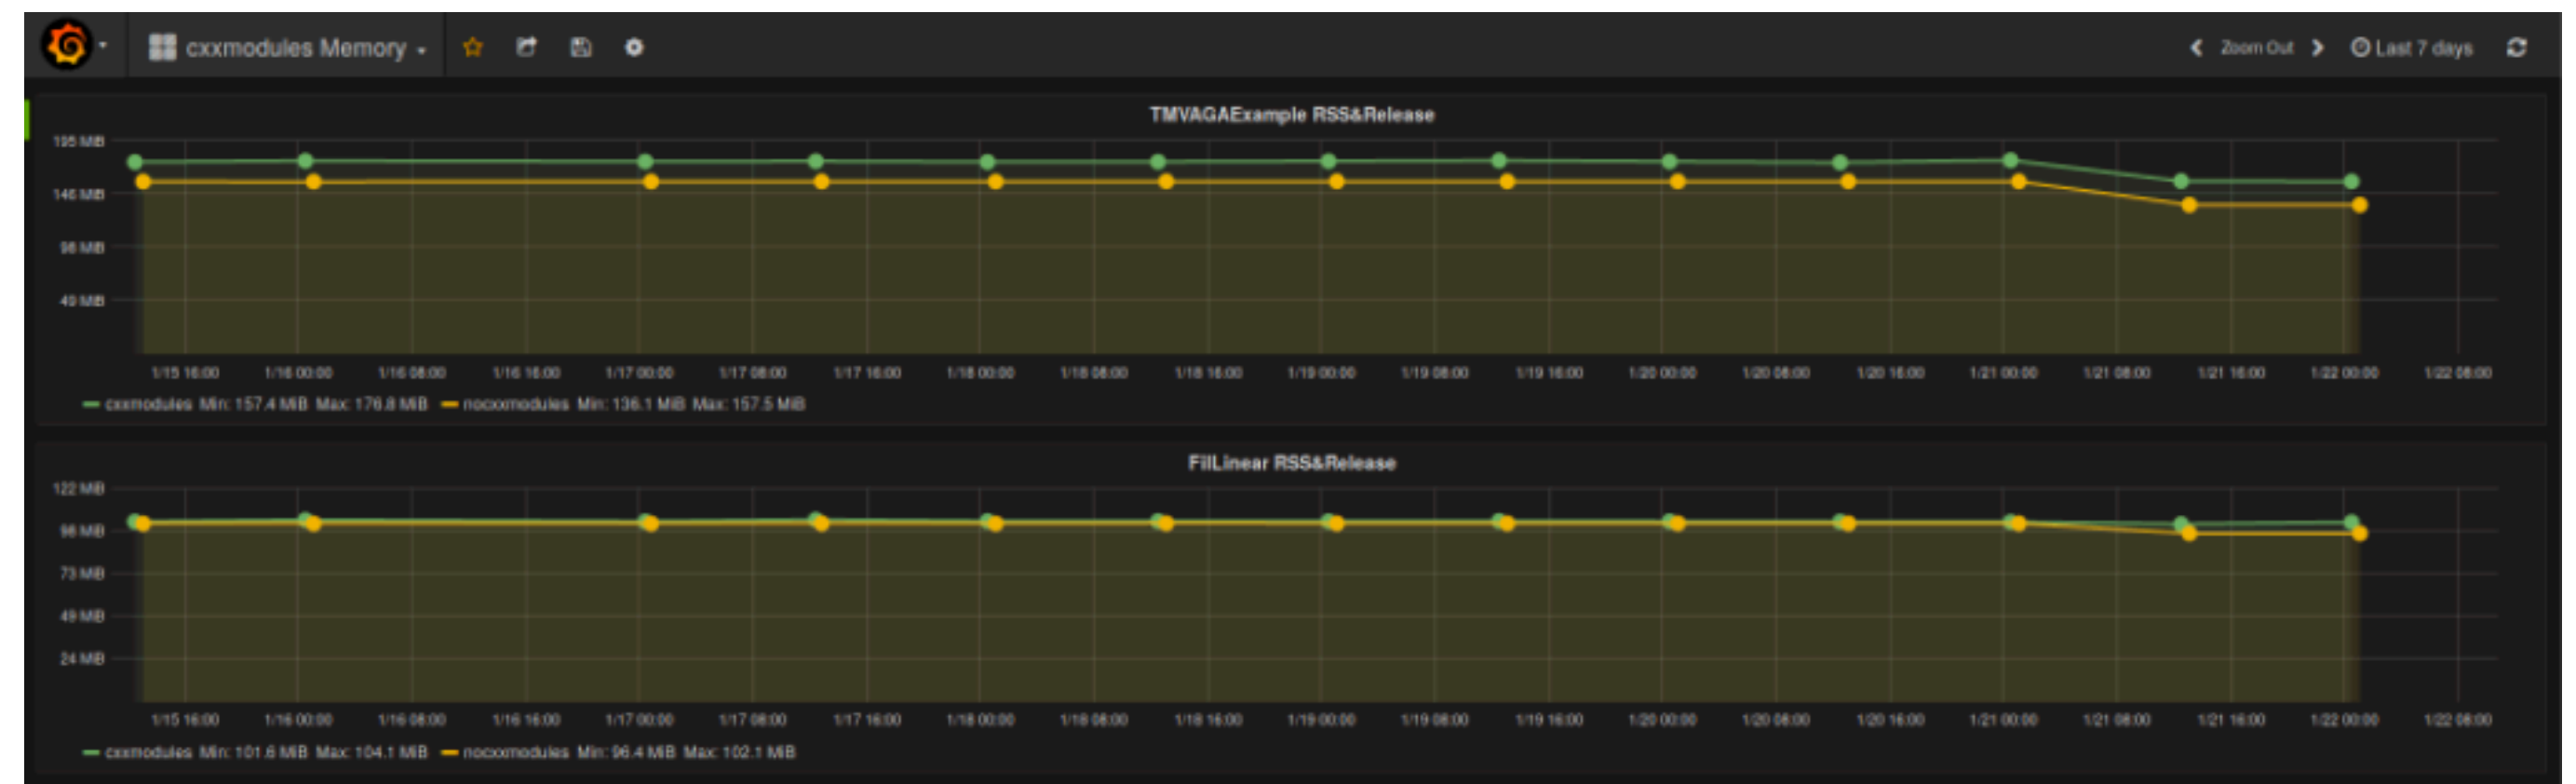 cxxmodules Memory Zoom Out Last 7 days
TMVAGAExample RSS&Release
195 MiB
146 MiB
98 MiB
49 MiB
1/15 16:00 1/16 00:00 1/16 08:00 1/16 16:00 1/17 00:00 1/17 08:00 1/17 16:00 1/18 00:00 1/18 08:00 1/18 16:00 1/19 00:00 1/19 08:00 1/19 16:00 1/20 00:00 1/20 08:00 1/20 16:00 1/21 00:00 1/21 08:00 1/21 16:00 1/22 00:00 1/22 08:00
cxxmodules Min: 157.4 MiB Max: 176.8 MiB nocxxmodules Min: 136.1 MiB Max: 157.5 MiB
FillLinear RSS&Release
122 MiB
98 MiB
73 MiB
49 MiB
24 MiB
1/15 16:00 1/16 00:00 1/16 08:00 1/16 16:00 1/17 00:00 1/17 08:00 1/17 16:00 1/18 00:00 1/18 08:00 1/18 16:00 1/19 00:00 1/19 08:00 1/19 16:00 1/20 00:00 1/20 08:00 1/20 16:00 1/21 00:00 1/21 08:00 1/21 16:00 1/22 00:00 1/22 08:00
cxxmodules Min: 101.6 MiB Max: 104.1 MiB nocxxmodules Min: 96.4 MiB Max: 102.1 MiB